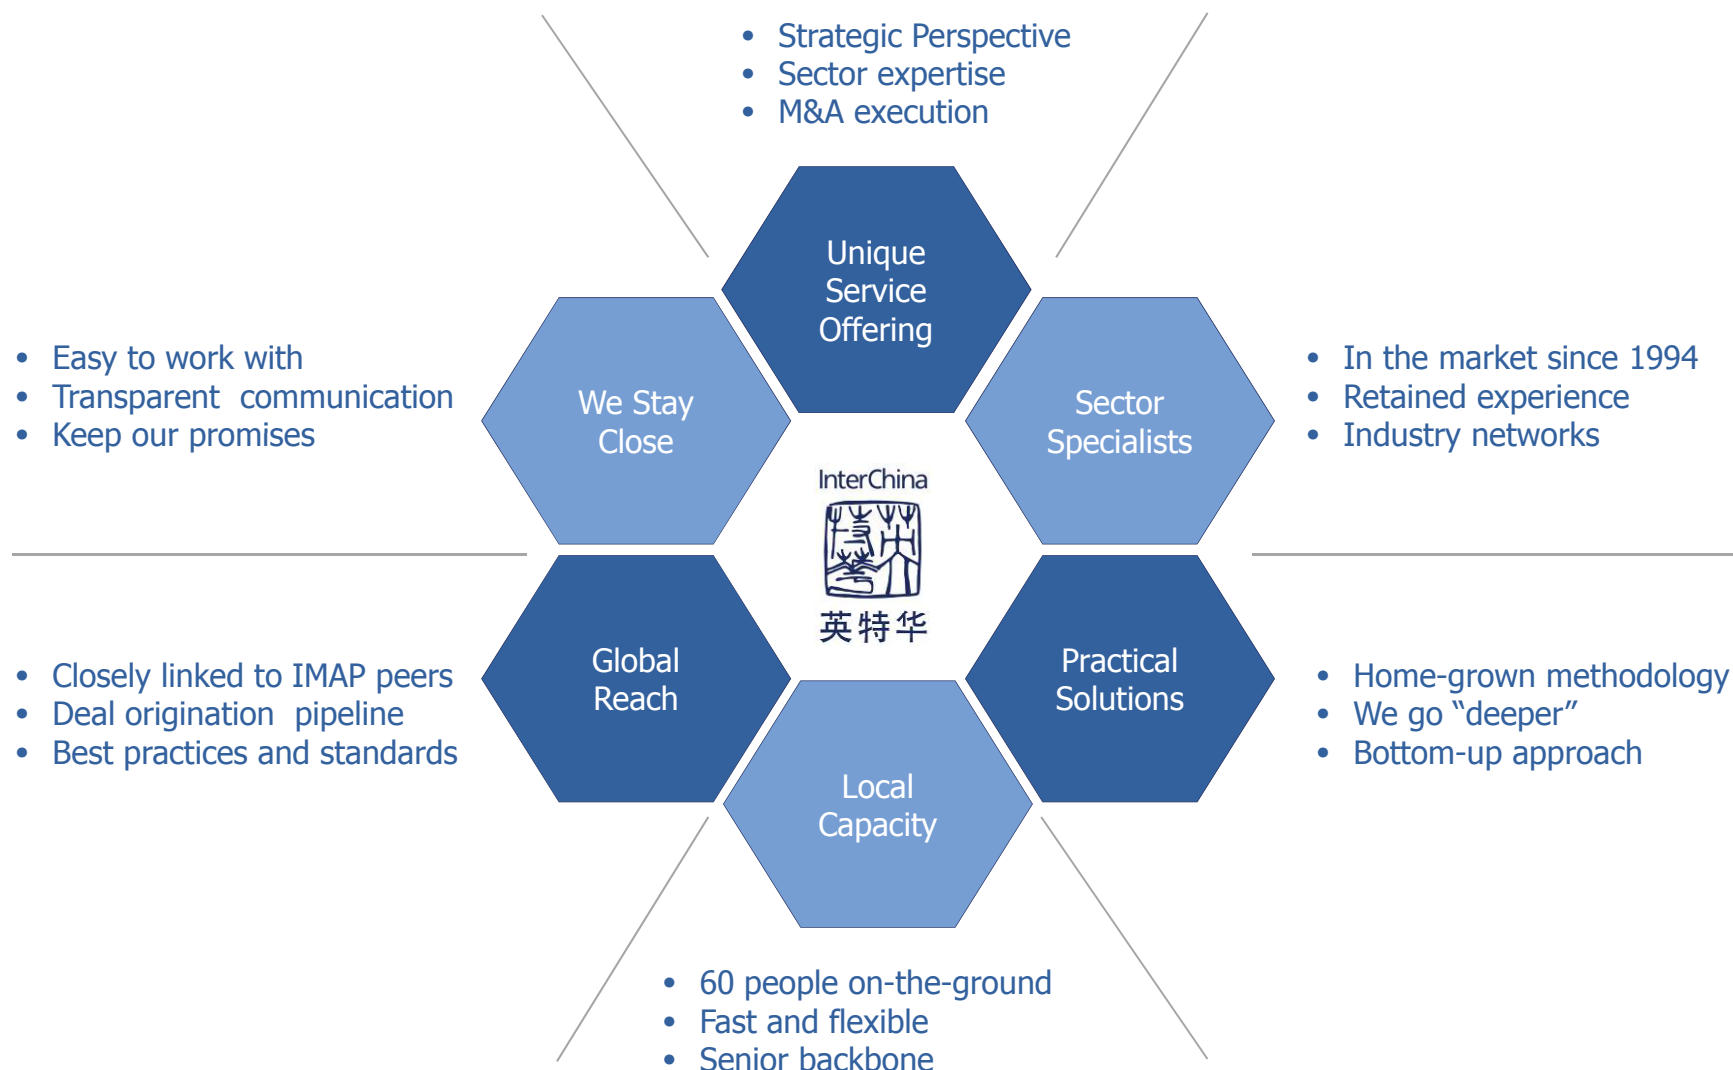 • Strategic Perspective
• Sector expertise
• M&A execution
Unique
Service
Offering
• Easy to work with
• Transparent communication
• Keep our promises
We Stay
Close
Sector
Specialists
• In the market since 1994
• Retained experience
• Industry networks
InterChina
英特华
• Closely linked to IMAP peers
• Deal origination pipeline
• Best practices and standards
Global
Reach
Practical
Solutions
• Home-grown methodology
• We go “deeper”
• Bottom-up approach
Local
Capacity
• 60 people on-the-ground
• Fast and flexible
• Senior backbone